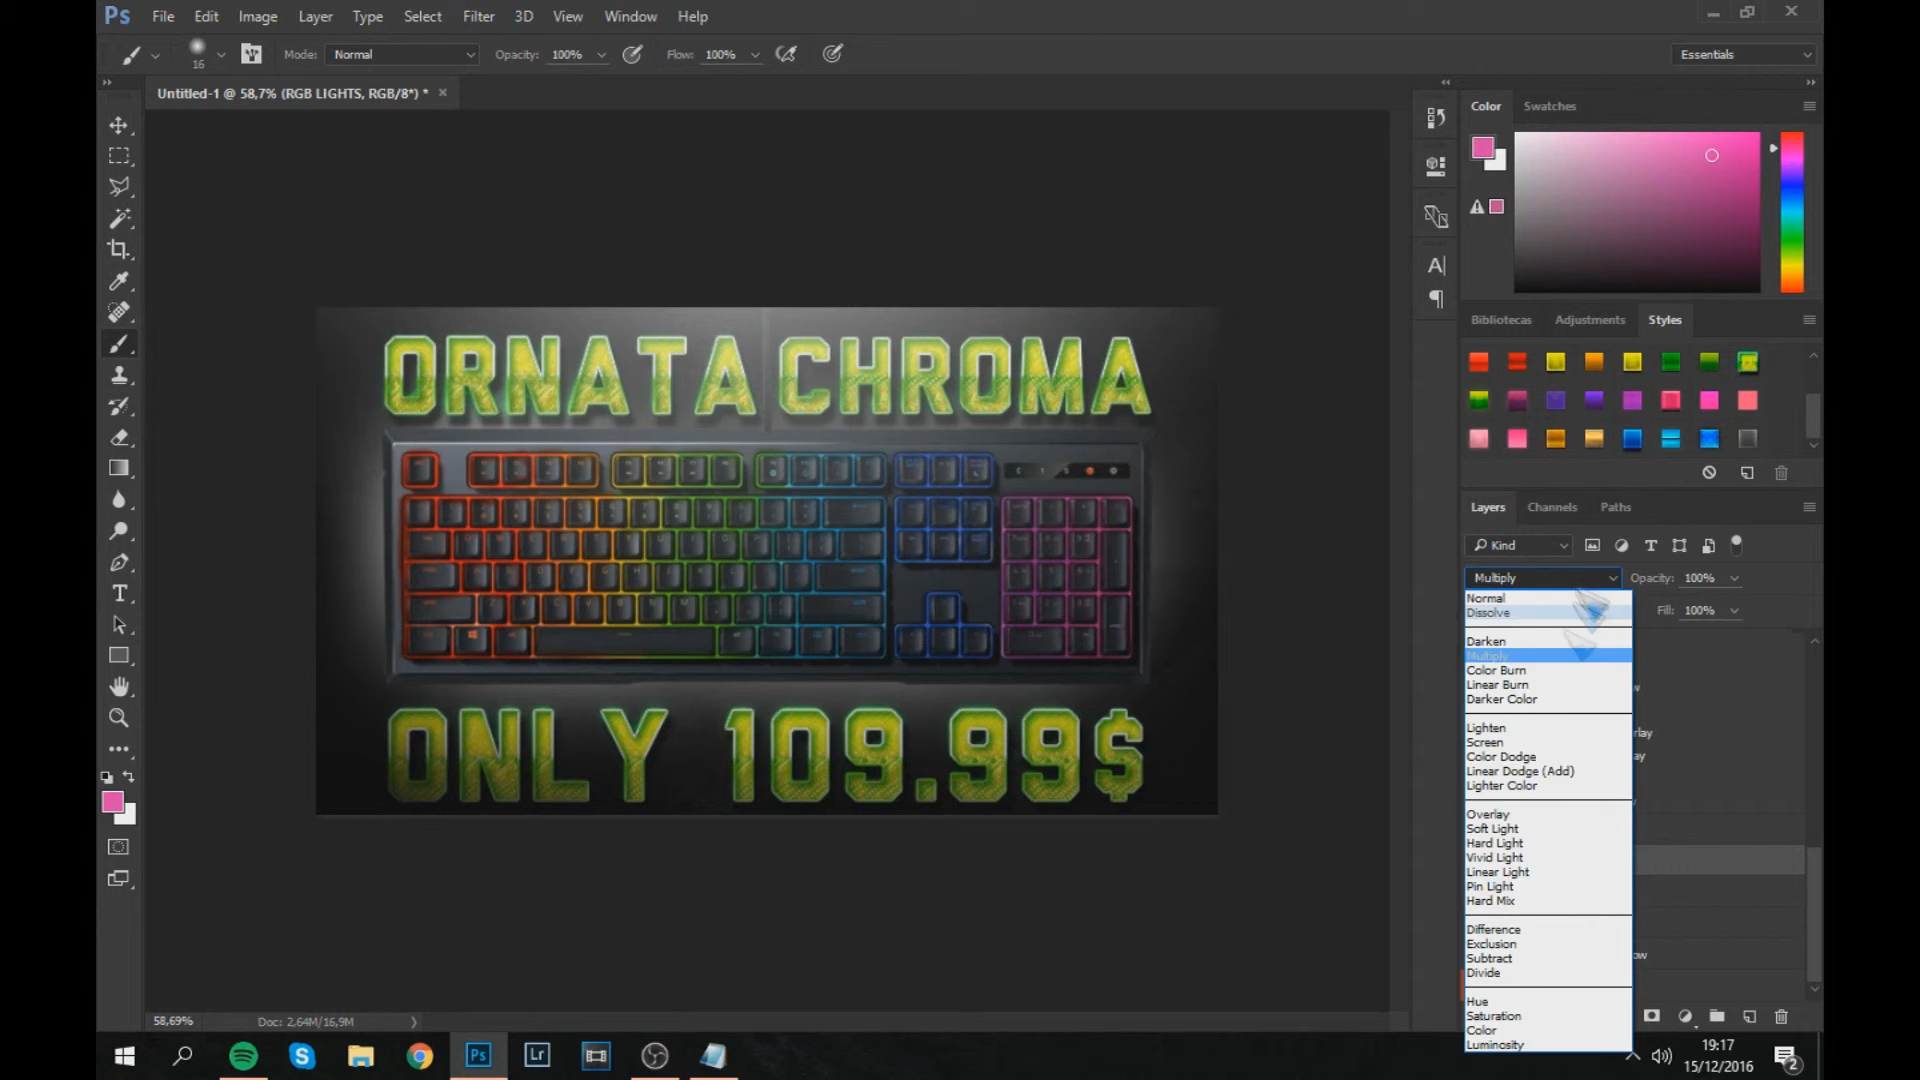 Ps File Edit Image Layer Type Select Filter 3D View Window Help
16 Mode: Normal Opacity: 100% Flow: 100% Essentials
Untitled-1 @ 58,7% (RGB LIGHTS, RGB/8*) *
Color Swatches
ORNATA CHROMA
ONLY 109.99$
Bibliotecas Adjustments Styles
Layers Channels Paths
Kind
Multiply Opacity: 100%
Fill: 100%
Normal
Dissolve
Darken
Multiply
Color Burn
Linear Burn
Darker Color
Lighten
Screen
Color Dodge
Linear Dodge (Add)
Lighter Color
Overlay
Soft Light
Hard Light
Vivid Light
Linear Light
Pin Light
Hard Mix
Difference
Exclusion
Subtract
Divide
Hue
Saturation
Color
Luminosity
58,69% Doc: 2,64M/16,9M
Ps Lr
19:17
15/12/2016
2